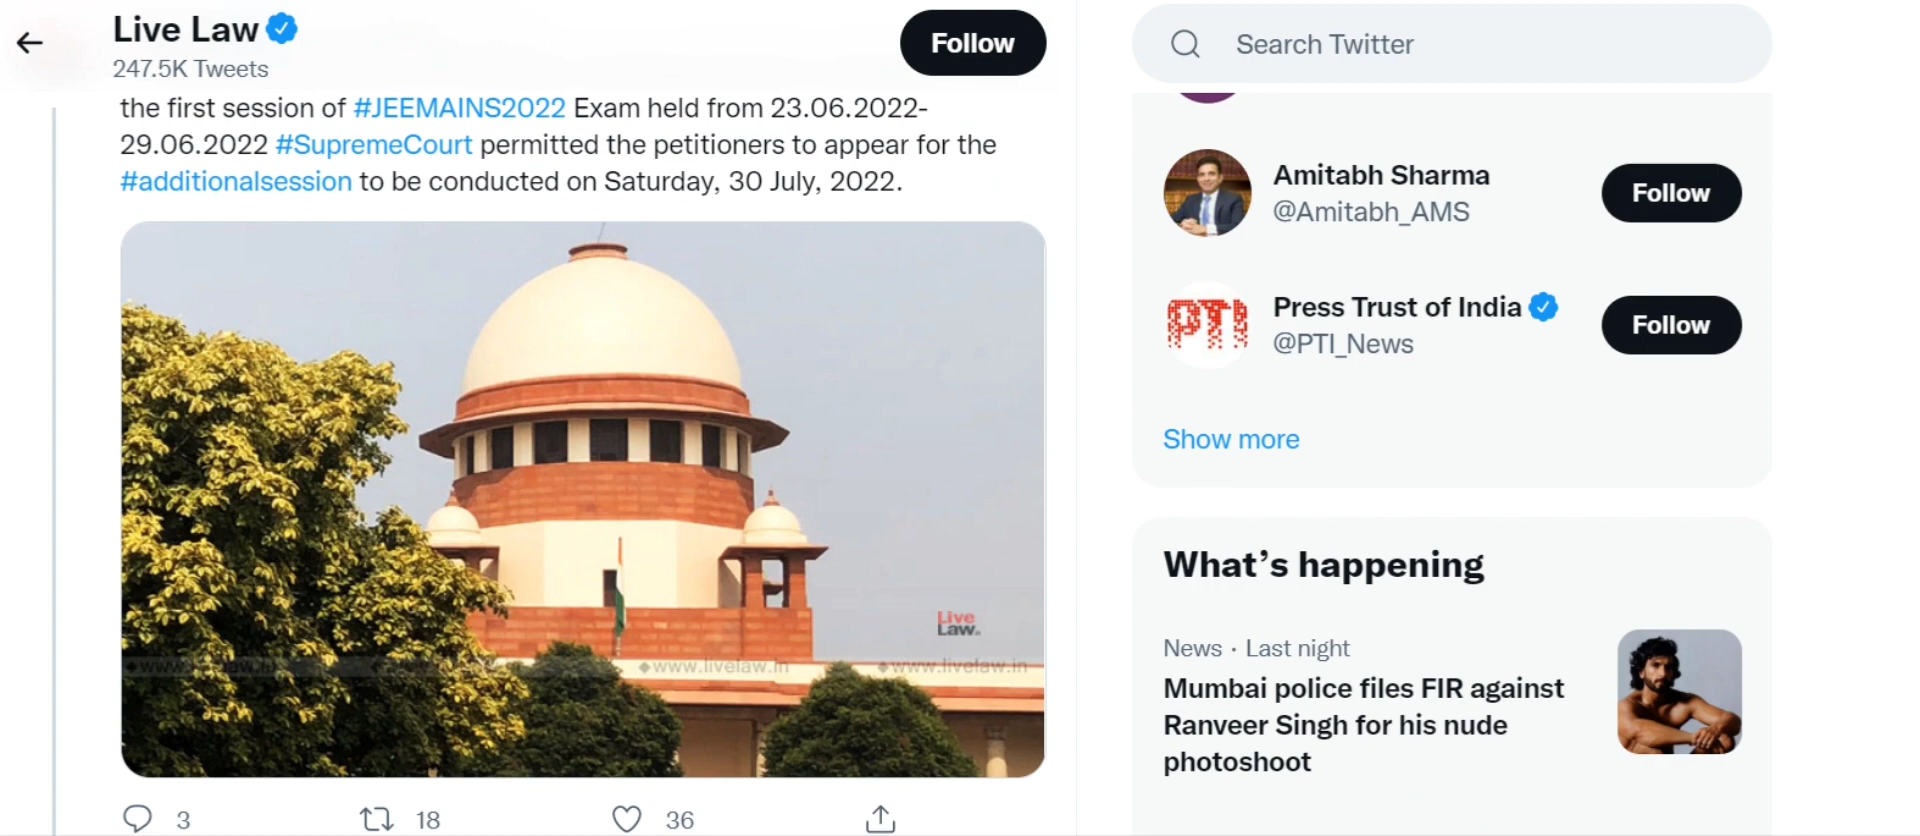 Live Law
247.5K Tweets
Follow
the first session of #JEEMAINS2022 Exam held from 23.06.2022-
29.06.2022 #SupremeCourt permitted the petitioners to appear for the
#additionalsession to be conducted on Saturday, 30 July, 2022.
Live
Law.in
www.livelaw.in
www.livelaw.in
3
18
36
Search Twitter
Amitabh Sharma
@Amitabh_AMS
Follow
PTI
Press Trust of India
@PTI_News
Follow
Show more
What’s happening
News · Last night
Mumbai police files FIR against
Ranveer Singh for his nude
photoshoot